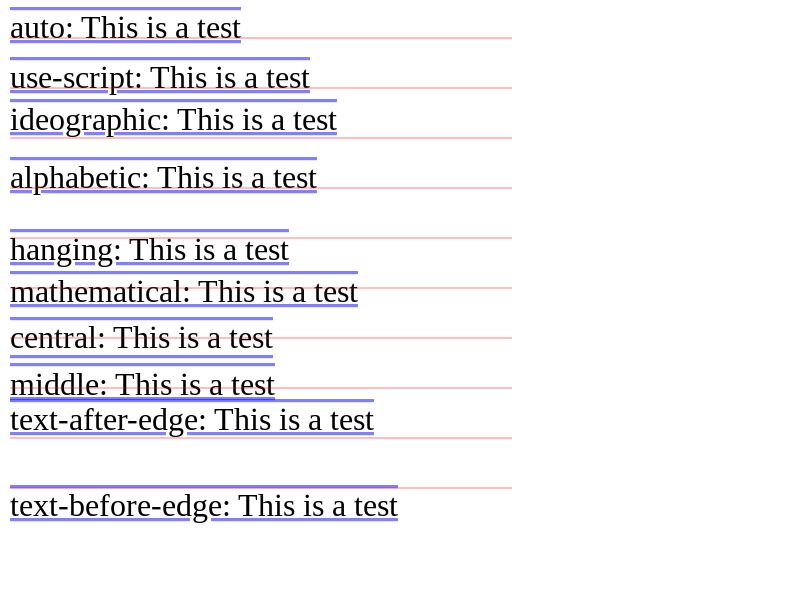 auto: This is a test
use-script: This is a test
ideographic: This is a test
alphabetic: This is a test
hanging: This is a test
mathematical: This is a test
central: This is a test
middle: This is a test
text-after-edge: This is a test
text-before-edge: This is a test